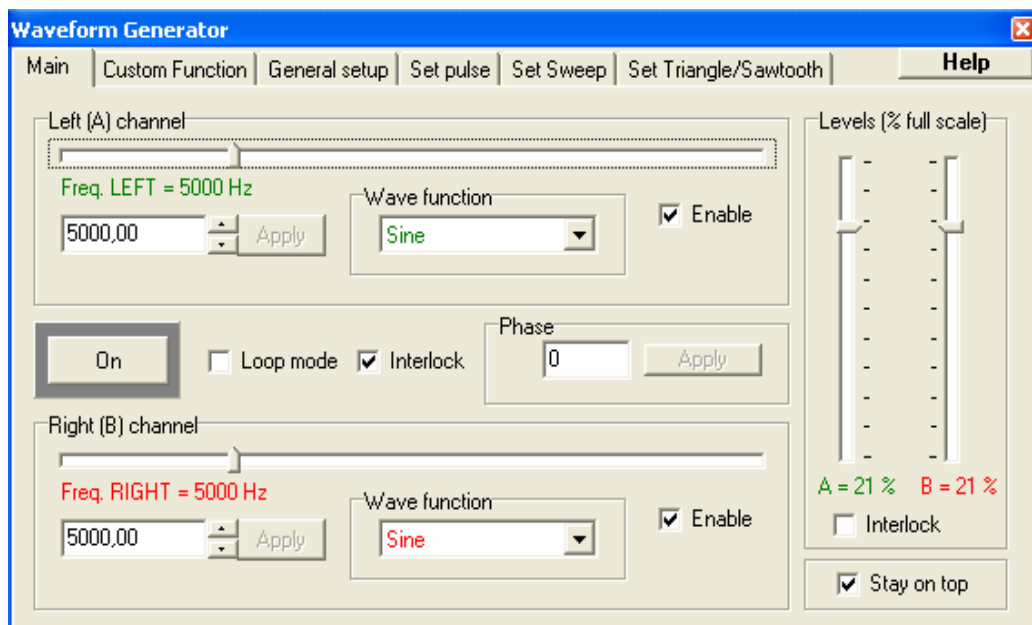 Waveform Generator
Main Custom Function General setup Set pulse Set Sweep Set Triangle/Sawtooth Help
Left (A) channel
Freq. LEFT = 5000 Hz
5000,00 Apply
Wave function
Sine
Enable
On
Loop mode Interlock
Phase
0 Apply
Right (B) channel
Freq. RIGHT = 5000 Hz
5000,00 Apply
Wave function
Sine
Enable
Levels (% full scale)
A = 21 % B = 21 %
Interlock
Stay on top